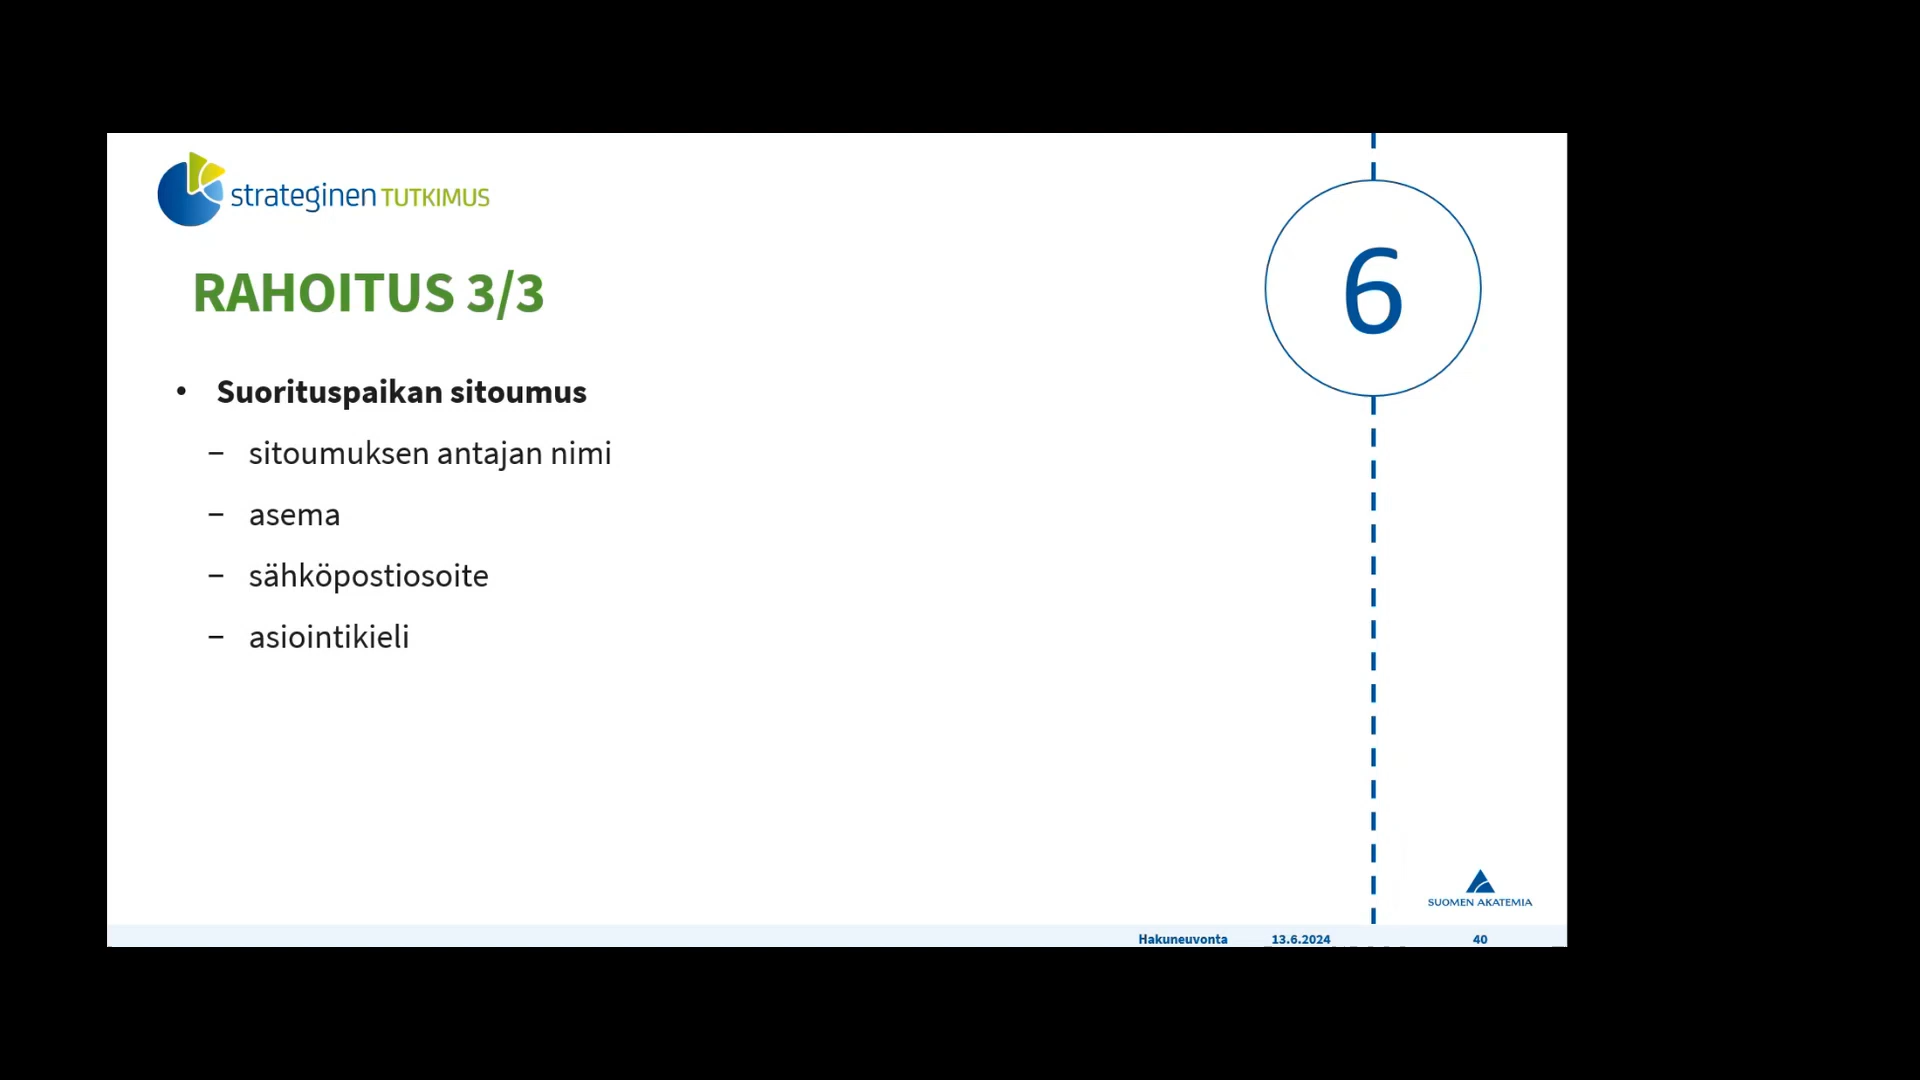 strateginen TUTKIMUS
6
RAHOITUS 3/3
• Suorituspaikan sitoumus
– sitoumuksen antajan nimi
– asema
– sähköpostiosoite
– asiointikieli
SUOMEN AKATEMIA
Hakuneuvonta 13.6.2024 40